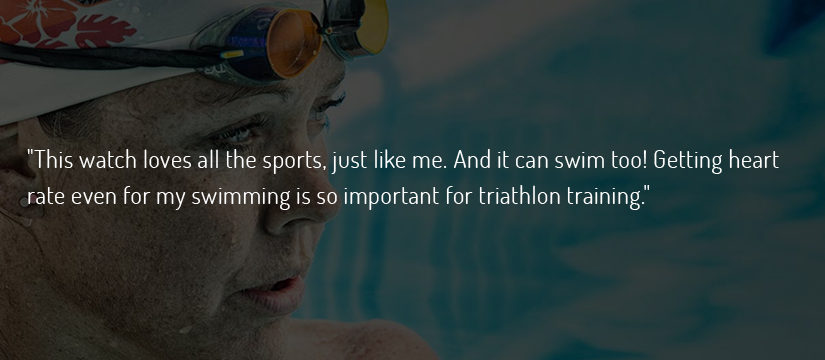 "This watch loves all the sports, just like me. And it can swim too! Getting heart
rate even for my swimming is so important for triathlon training."